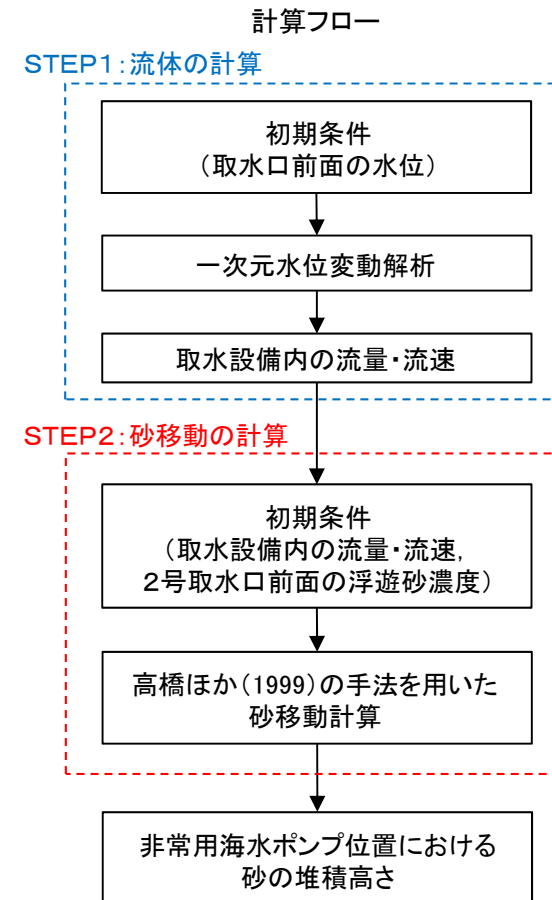 計算フロー
STEP1:流体の計算
初期条件
(取水口前面の水位)
一次元水位変動解析
取水設備内の流量・流速
STEP2:砂移動の計算
初期条件
(取水設備内の流量・流速,
2号取水口前面の浮遊砂濃度)
高橋ほか(1999)の手法を用いた
砂移動計算
非常用海水ポンプ位置における
砂の堆積高さ